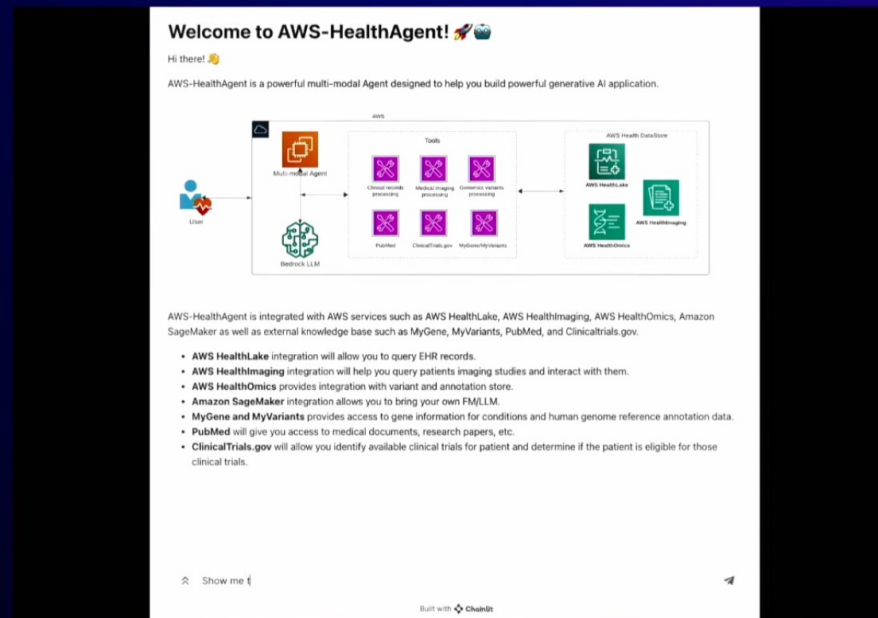 Welcome to AWS-HealthAgent! 🚀🤖
Hi there! 👋
AWS-HealthAgent is a powerful multi-modal Agent designed to help you build powerful generative AI application.
AWS
Tools
AWS Health DataStore
Multi-modal Agent
Clinical records
processing
Medical imaging
processing
Genomics variants
processing
AWS HealthLake
User
AWS HealthImaging
PubMed
ClinicalTrials.gov
MyGene/MyVariants
AWS HealthOmics
Bedrock LLM
AWS-HealthAgent is integrated with AWS services such as AWS HealthLake, AWS HealthImaging, AWS HealthOmics, Amazon
SageMaker as well as external knowledge base such as MyGene, MyVariants, PubMed, and Clinicaltrials.gov.
• AWS HealthLake integration will allow you to query EHR records.
• AWS HealthImaging integration will help you query patients imaging studies and interact with them.
• AWS HealthOmics provides integration with variant and annotation store.
• Amazon SageMaker integration allows you to bring your own FM/LLM.
• MyGene and MyVariants provides access to gene information for conditions and human genome reference annotation data.
• PubMed will give you access to medical documents, research papers, etc.
• ClinicalTrials.gov will allow you identify available clinical trials for patient and determine if the patient is eligible for those
clinical trials.
Show me t
Built with Chainlit